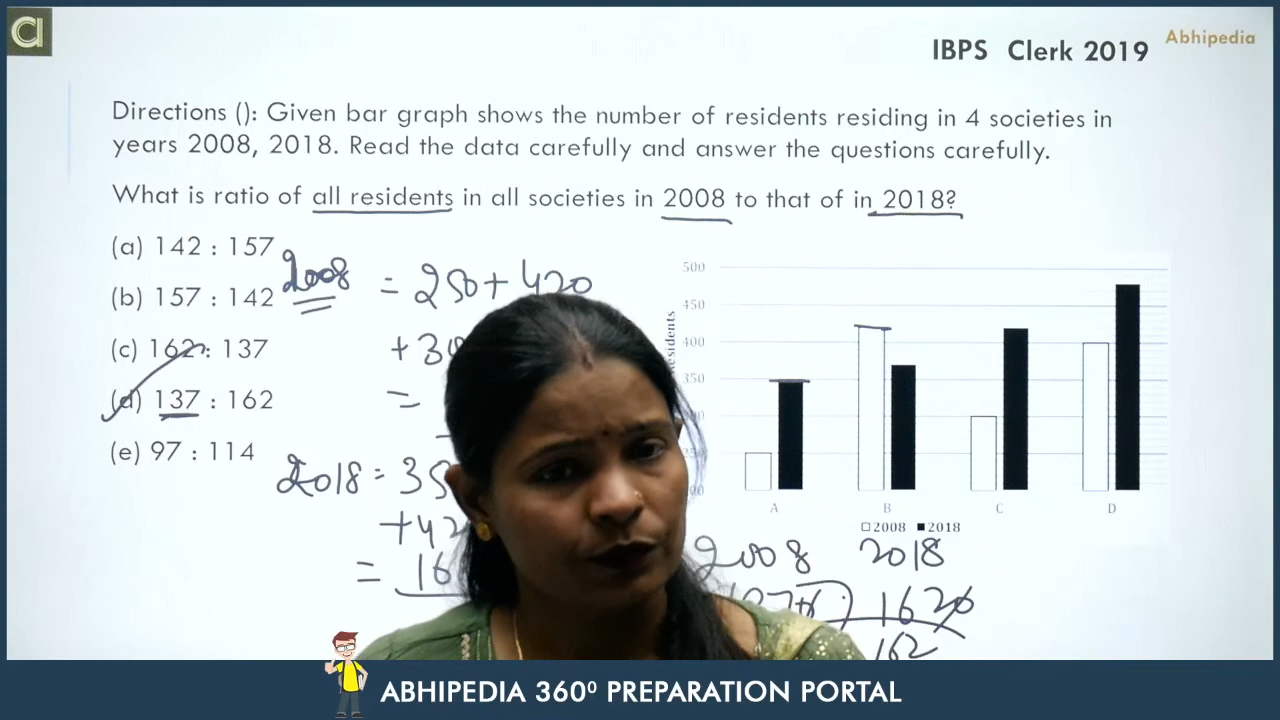 IBPS Clerk 2019
Abhipedia
Directions (): Given bar graph shows the number of residents residing in 4 societies in
years 2008, 2018. Read the data carefully and answer the questions carefully.
What is ratio of all residents in all societies in 2008 to that of in 2018?
(a) 142 : 157
(b) 157 : 142
(c) 162 : 137
(d) 137 : 162
(e) 97 : 114
2008 = 250 + 420
+
=
2018 =
+
=
500
450
400
350
A B C D
2008 2018
2008 2018
1620
162
ABHIPEDIA 360⁰ PREPARATION PORTAL